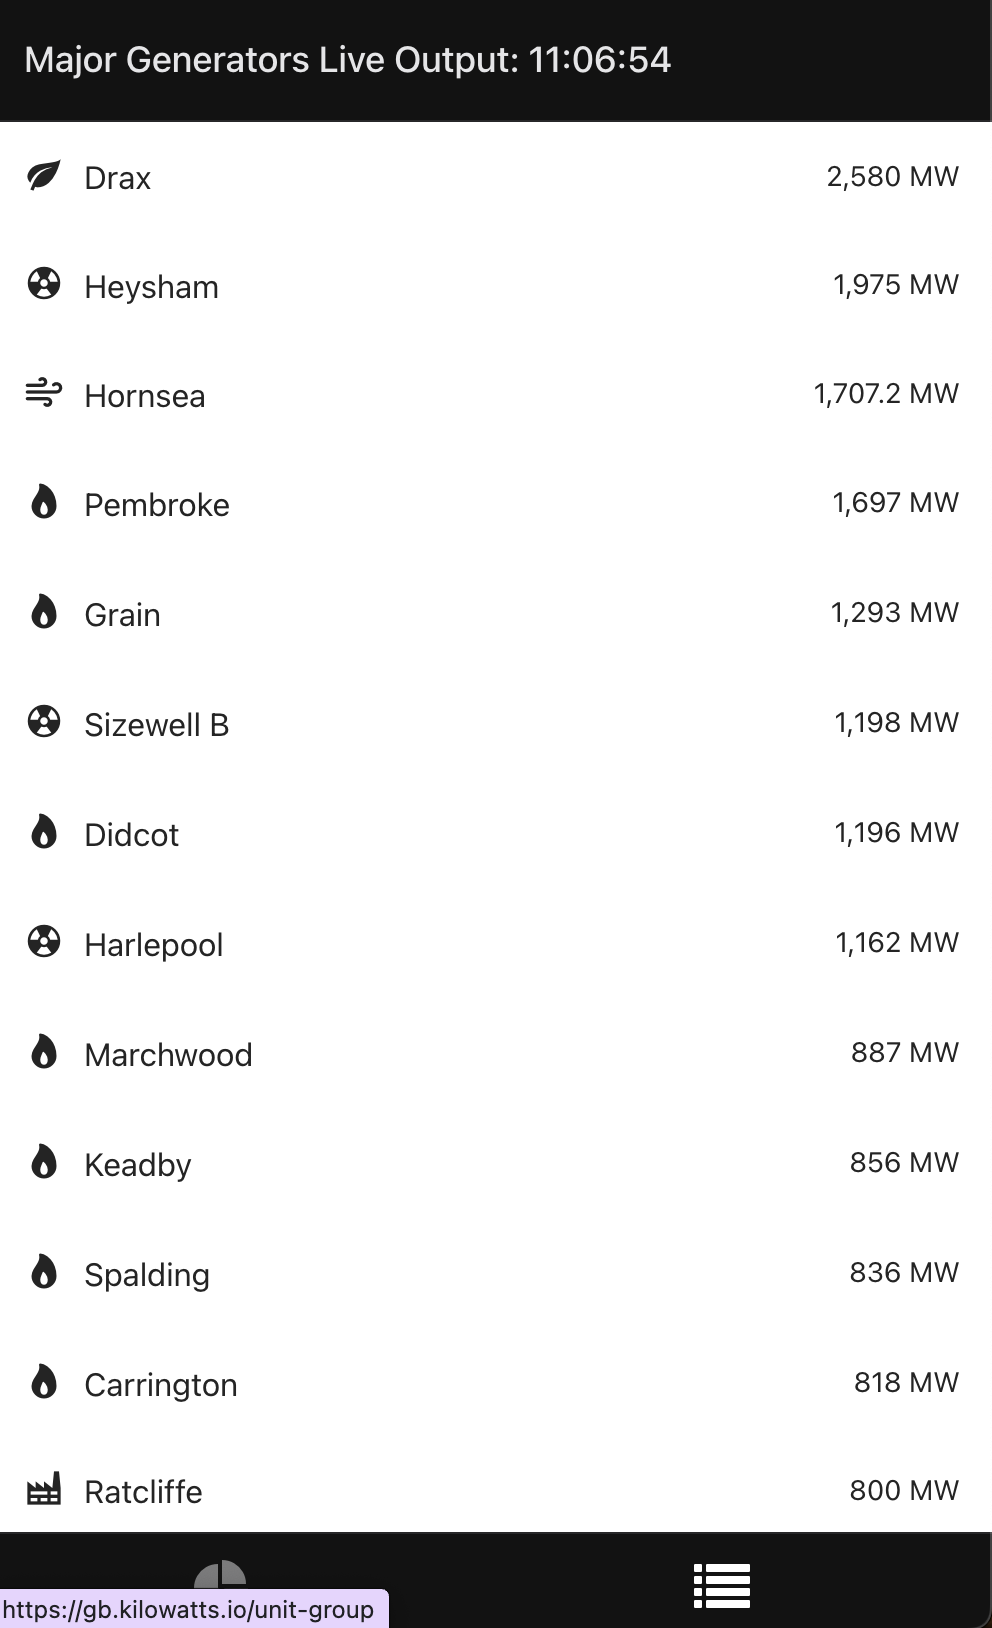 Major Generators Live Output: 11:06:54
Drax 2,580 MW
Heysham 1,975 MW
Hornsea 1,707.2 MW
Pembroke 1,697 MW
Grain 1,293 MW
Sizewell B 1,198 MW
Didcot 1,196 MW
Harlepool 1,162 MW
Marchwood 887 MW
Keadby 856 MW
Spalding 836 MW
Carrington 818 MW
Ratcliffe 800 MW
https://gb.kilowatts.io/unit-group